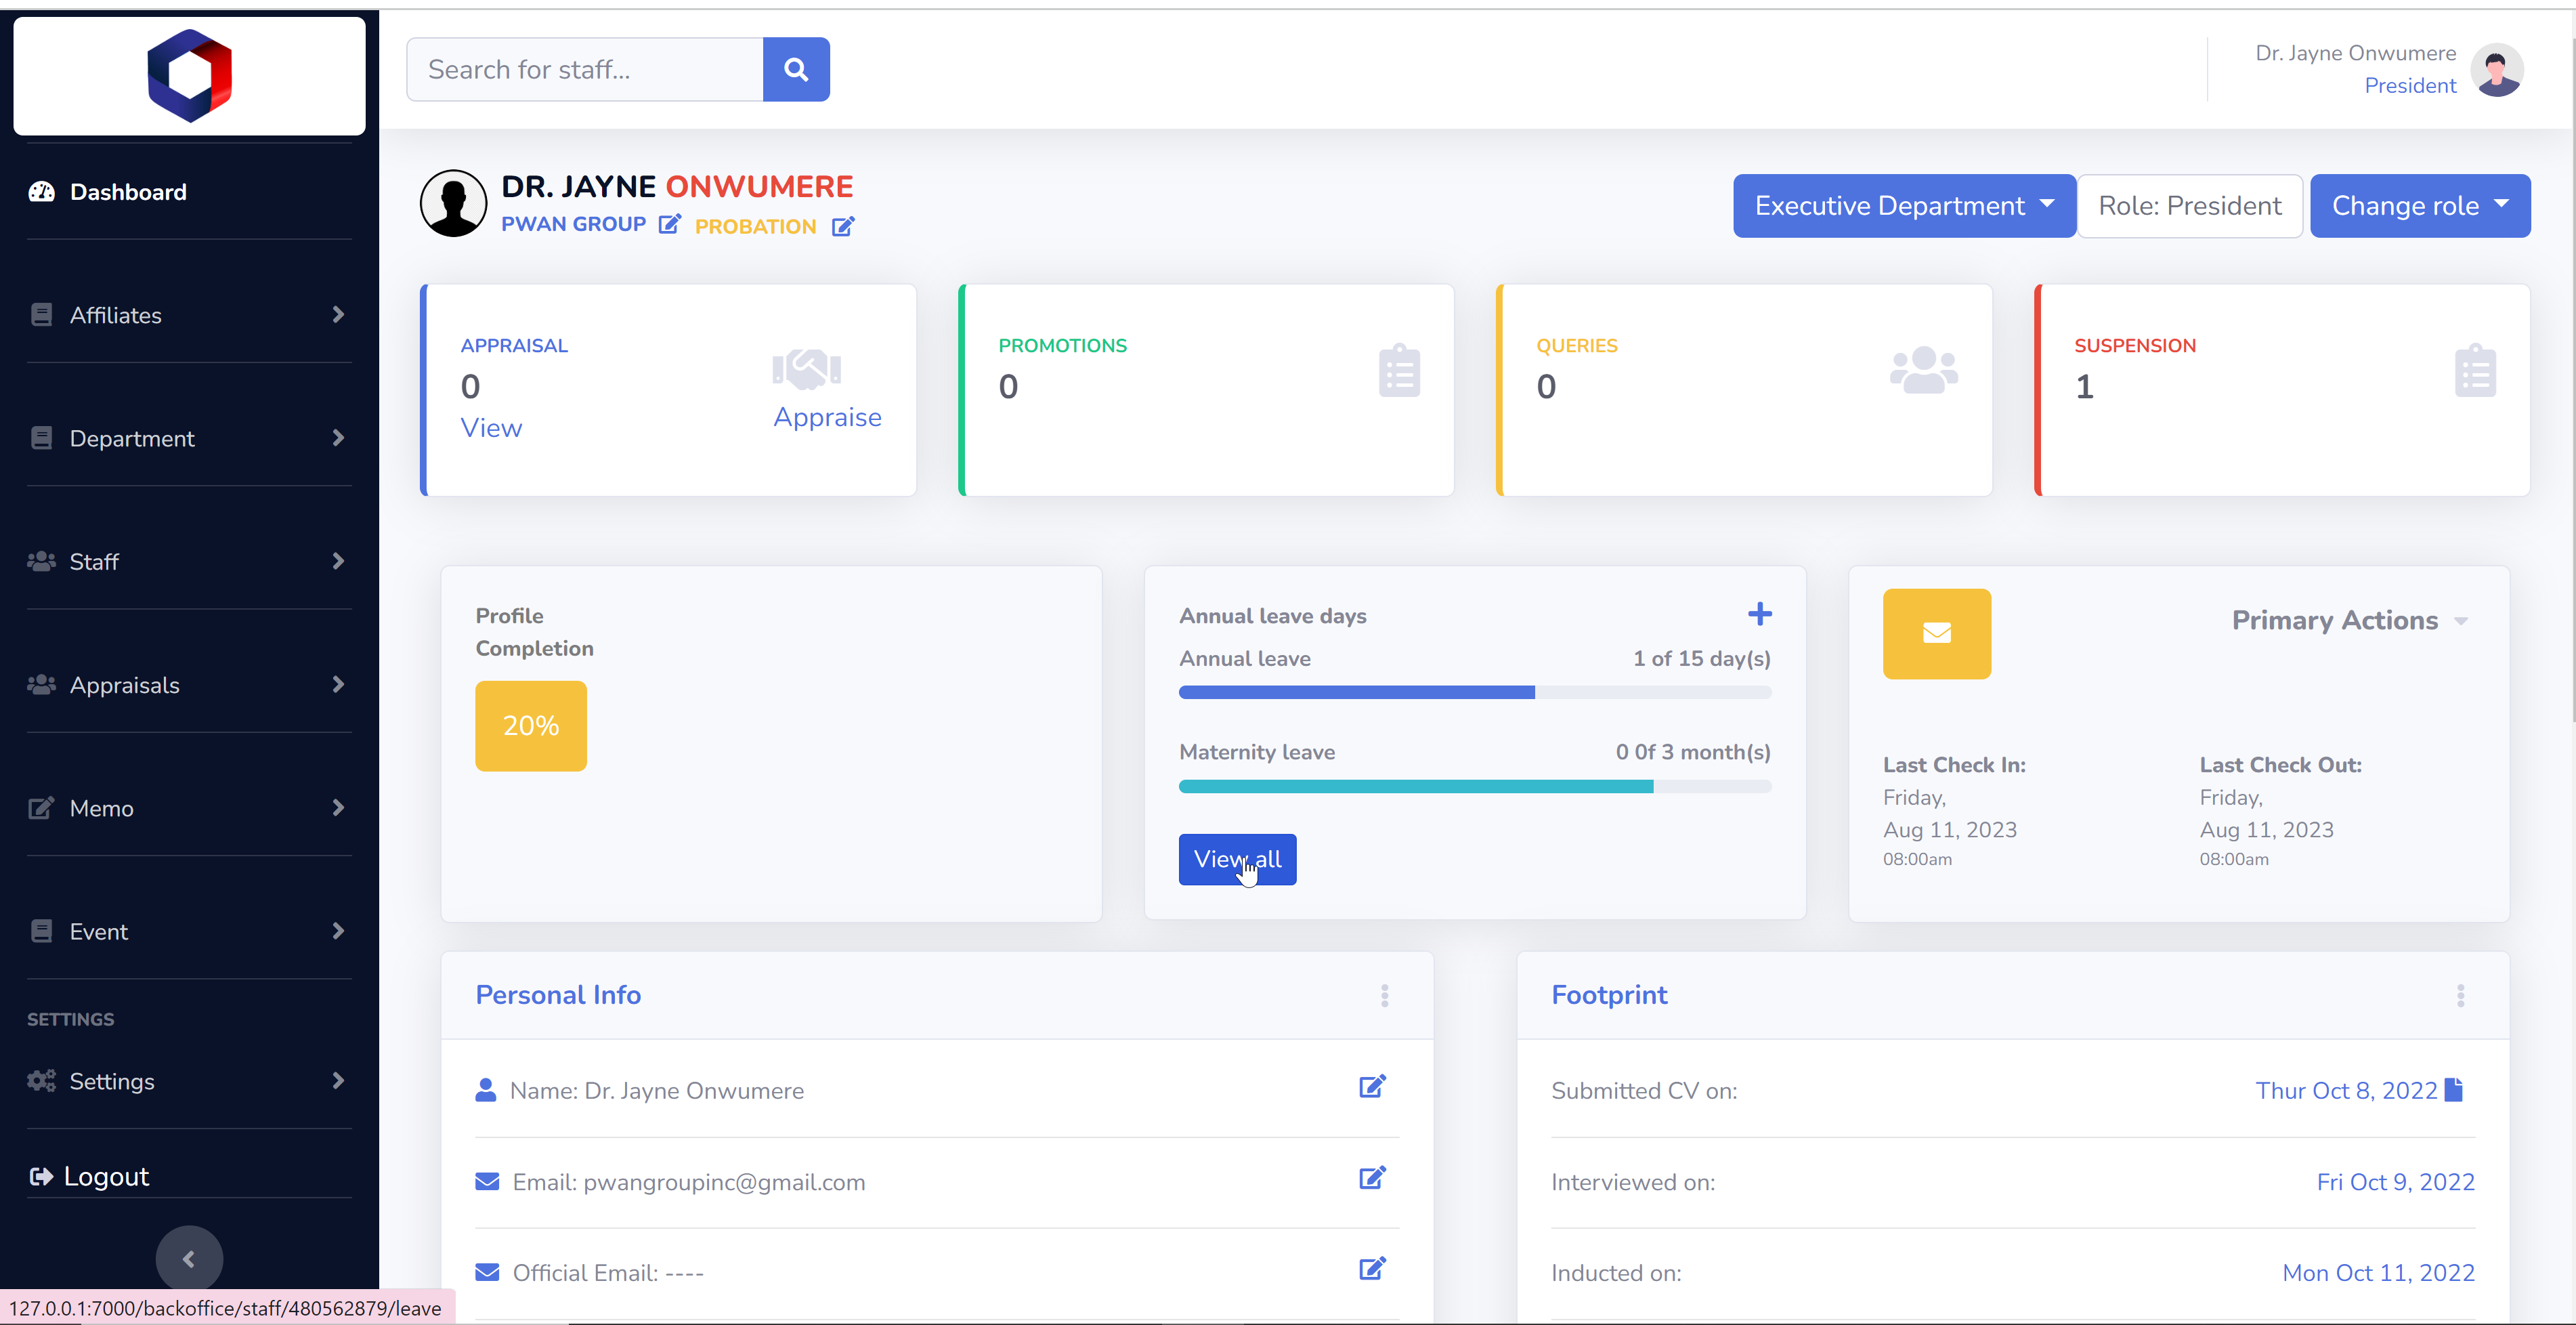 Search for staff...
Dr. Jayne Onwumere
President
Dashboard
Affiliates
Department
Staff
Appraisals
Memo
Event
SETTINGS
Settings
Logout
DR. JAYNE ONWUMERE
PWAN GROUP PROBATION
Executive Department
Role: President
Change role
APPRAISAL
0
View
Appraise
PROMOTIONS
0
QUERIES
0
SUSPENSION
1
Profile
Completion
20%
Annual leave days
Annual leave 1 of 15 day(s)
Maternity leave 0 0f 3 month(s)
View all
Primary Actions
Last Check In:
Friday,
Aug 11, 2023
08:00am
Last Check Out:
Friday,
Aug 11, 2023
08:00am
Personal Info
Name: Dr. Jayne Onwumere
Email: pwangroupinc@gmail.com
Official Email: ----
Footprint
Submitted CV on: Thur Oct 8, 2022
Interviewed on: Fri Oct 9, 2022
Inducted on: Mon Oct 11, 2022
127.0.0.1:7000/backoffice/staff/480562879/leave